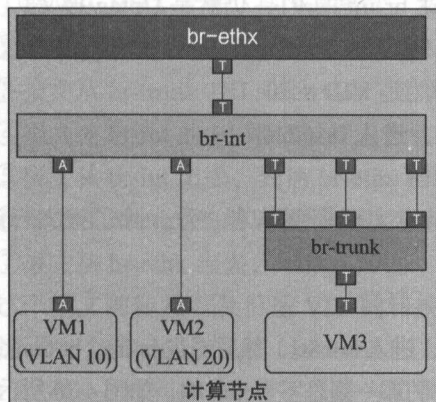 br-ethx
T
T
br-int
A
A
T
T
T
T
T
T
br-trunk
T
A
A
T
VM1
(VLAN 10)
VM2
(VLAN 20)
VM3
计算节点